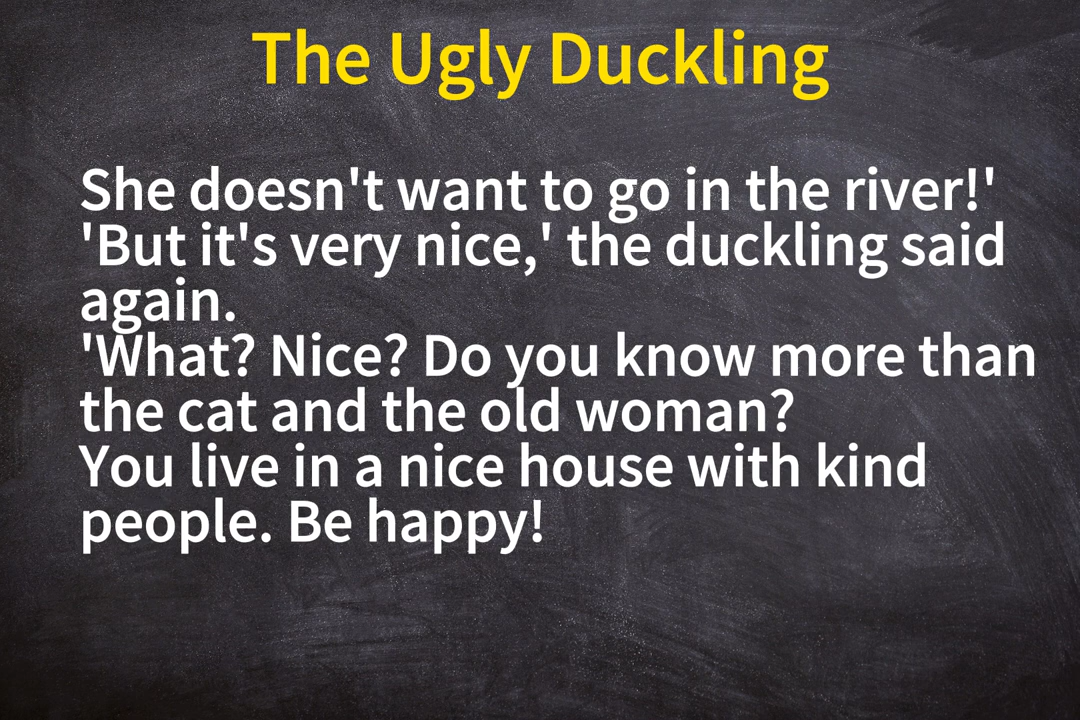 The Ugly Duckling
She doesn't want to go in the river!'
'But it's very nice,' the duckling said
again.
'What? Nice? Do you know more than
the cat and the old woman?
You live in a nice house with kind
people. Be happy!